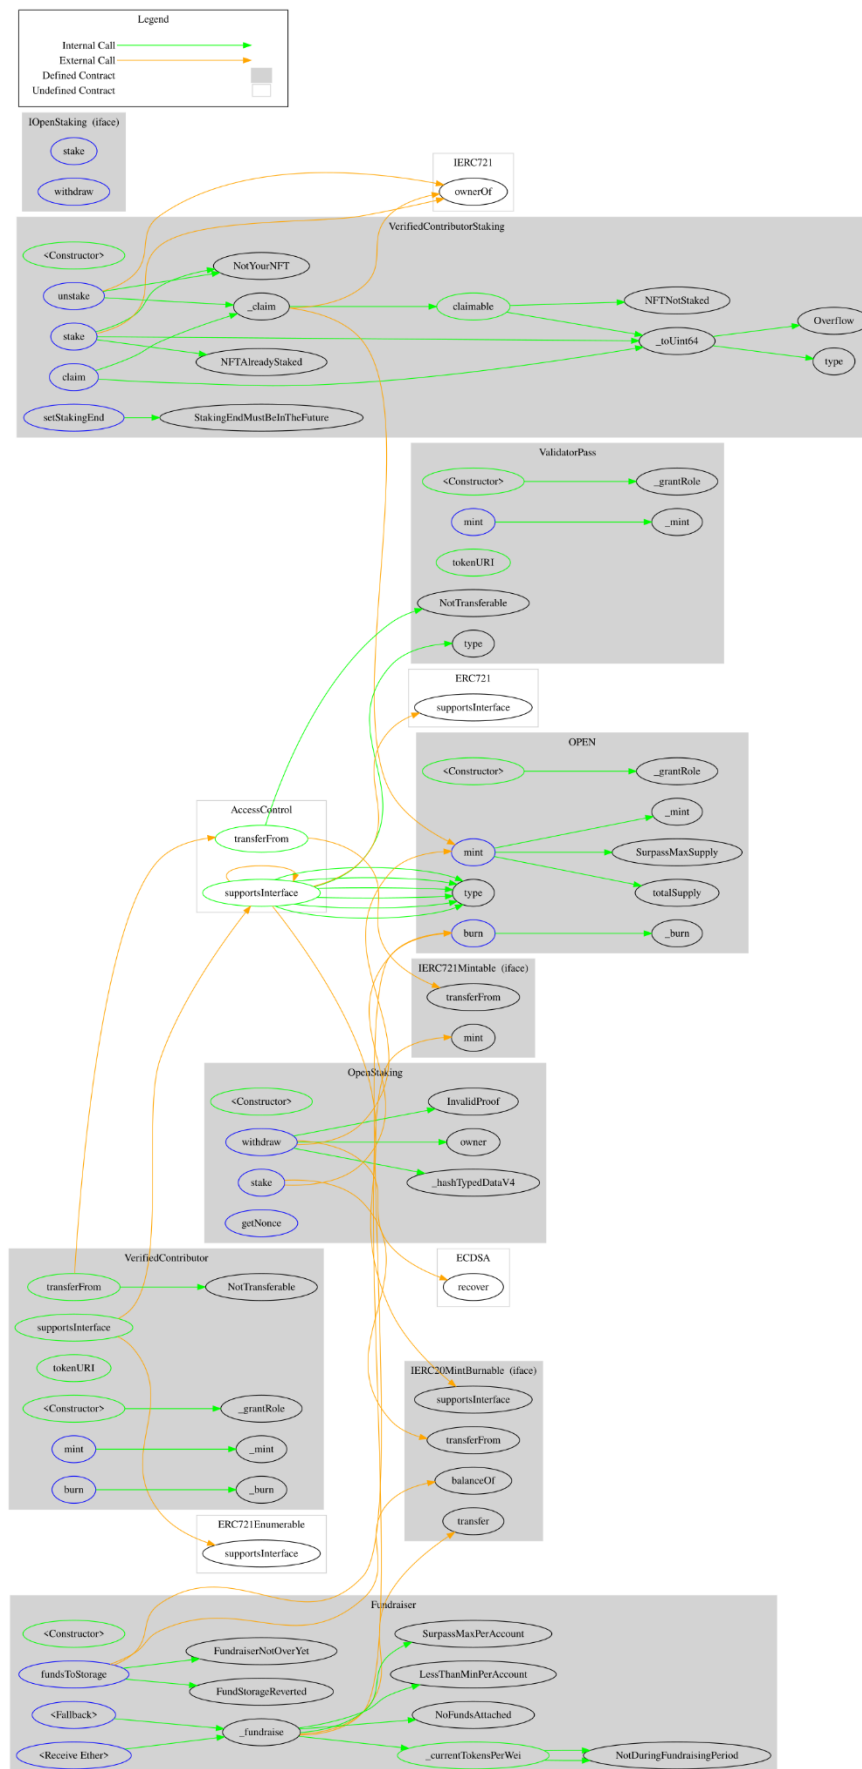 Legend
Internal Call
External Call
Defined Contract
Undefined Contract
IOpenStaking (iface)
stake
withdraw
IERC721
ownerOf
VerifiedContributorStaking
<Constructor>
unstake
stake
claim
setStakingEnd
NotYourNFT
_claim
NFTAlreadyStaked
StakingEndMustBeInTheFuture
claimable
NFTNotStaked
_toUint64
Overflow
type
ValidatorPass
<Constructor>
_grantRole
mint
_mint
tokenURI
NotTransferable
type
ERC721
supportsInterface
OPEN
<Constructor>
_grantRole
_mint
mint
SurpassMaxSupply
type
totalSupply
burn
_burn
AccessControl
transferFrom
supportsInterface
IERC721Mintable (iface)
transferFrom
mint
OpenStaking
<Constructor>
InvalidProof
withdraw
owner
stake
_hashTypedDataV4
getNonce
VerifiedContributor
transferFrom
NotTransferable
supportsInterface
tokenURI
<Constructor>
_grantRole
mint
_mint
burn
_burn
ECDSA
recover
IERC20MintBurnable (iface)
supportsInterface
transferFrom
balanceOf
transfer
ERC721Enumerable
supportsInterface
Fundraiser
<Constructor>
fundsToStorage
<Fallback>
<Receive Ether>
FundraiserNotOverYet
FundStorageReverted
_fundraise
SurpassMaxPerAccount
LessThanMinPerAccount
NoFundsAttached
_currentTokensPerWei
NotDuringFundraisingPeriod